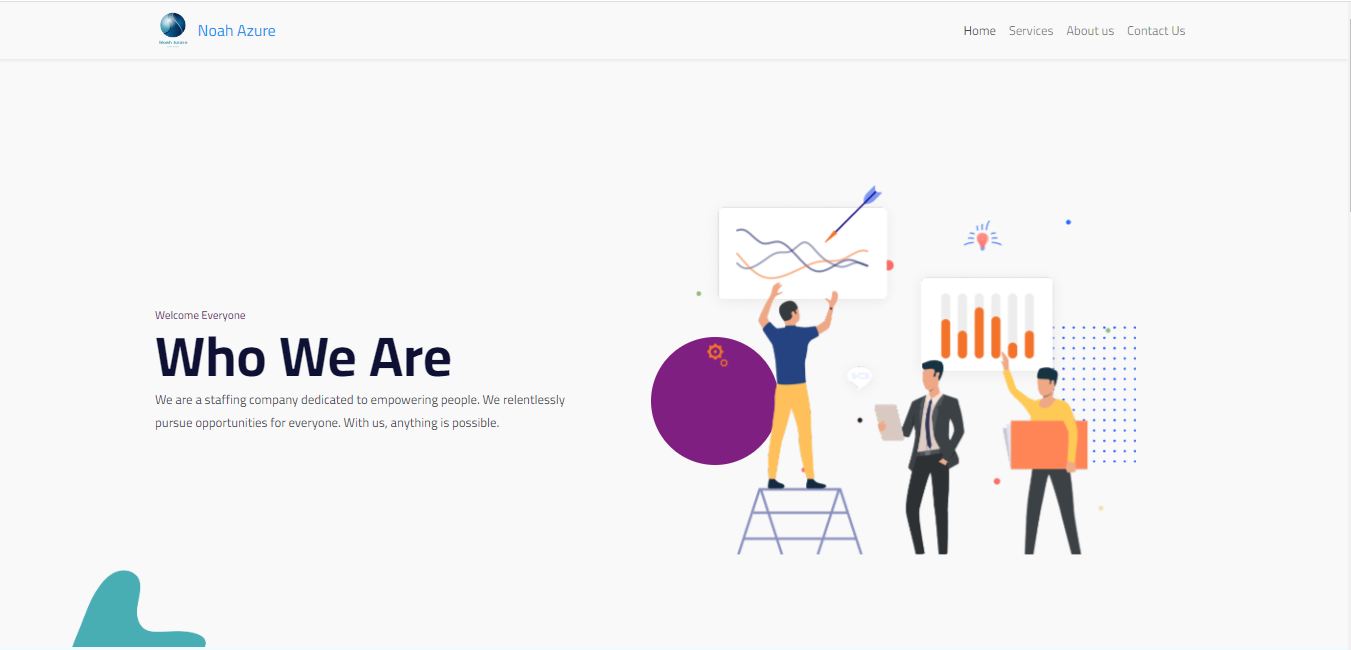 Noah Azure
Noah Azure
Home Services About us Contact Us
Welcome Everyone
Who We Are
We are a staffing company dedicated to empowering people. We relentlessly
pursue opportunities for everyone. With us, anything is possible.